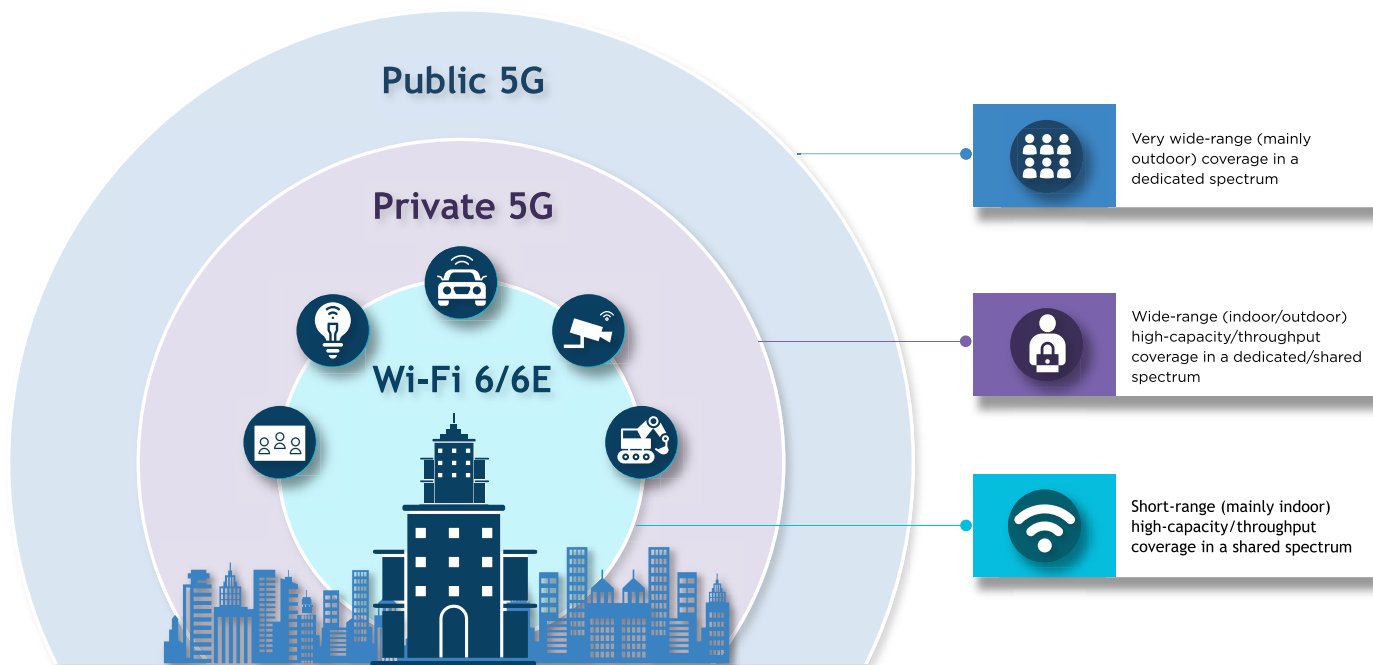 Public 5G
Private 5G
Wi-Fi 6/6E
Very wide-range (mainly
outdoor) coverage in a
dedicated spectrum
Wide-range (indoor/outdoor)
high-capacity/throughput
coverage in a dedicated/shared
spectrum
Short-range (mainly indoor)
high-capacity/throughput
coverage in a shared spectrum